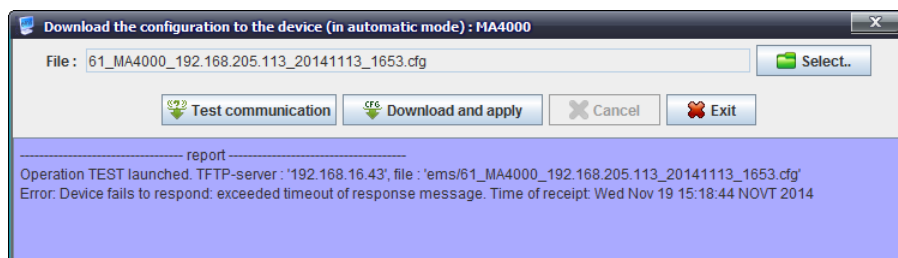 Download the configuration to the device (in automatic mode) : MA4000
X
File : 61_MA4000_192.168.205.113_20141113_1653.cfg Select..
Test communication CFG Download and apply Cancel Exit
---------------------------------- report -------------------------------------
Operation TEST launched. TFTP-server : '192.168.16.43', file : 'ems/61_MA4000_192.168.205.113_20141113_1653.cfg'
Error: Device fails to respond: exceeded timeout of response message. Time of receipt: Wed Nov 19 15:18:44 NOVT 2014